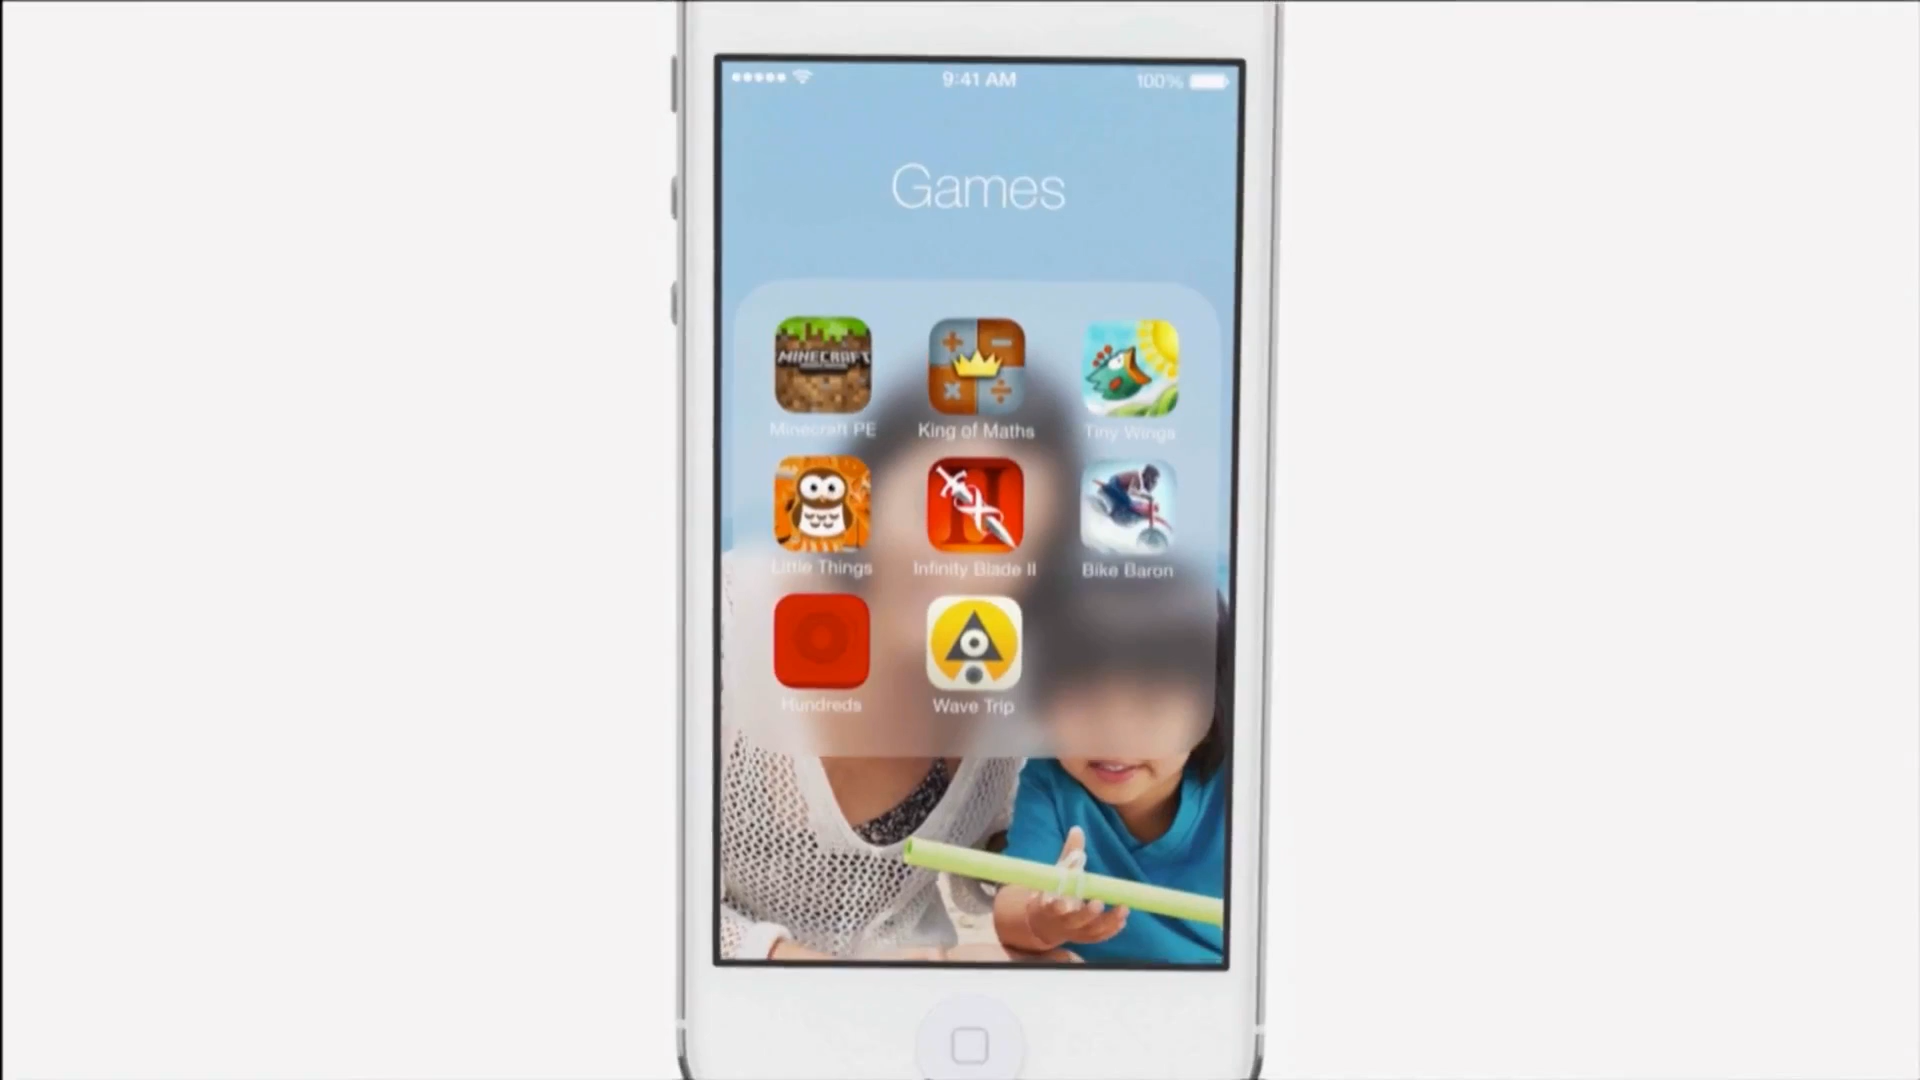 9:41 AM
100%
Games
MINECRAFT
Minecraft PE
King of Maths
Tiny Wings
Little Things
Infinity Blade II
Bike Baron
Hundreds
Wave Trip